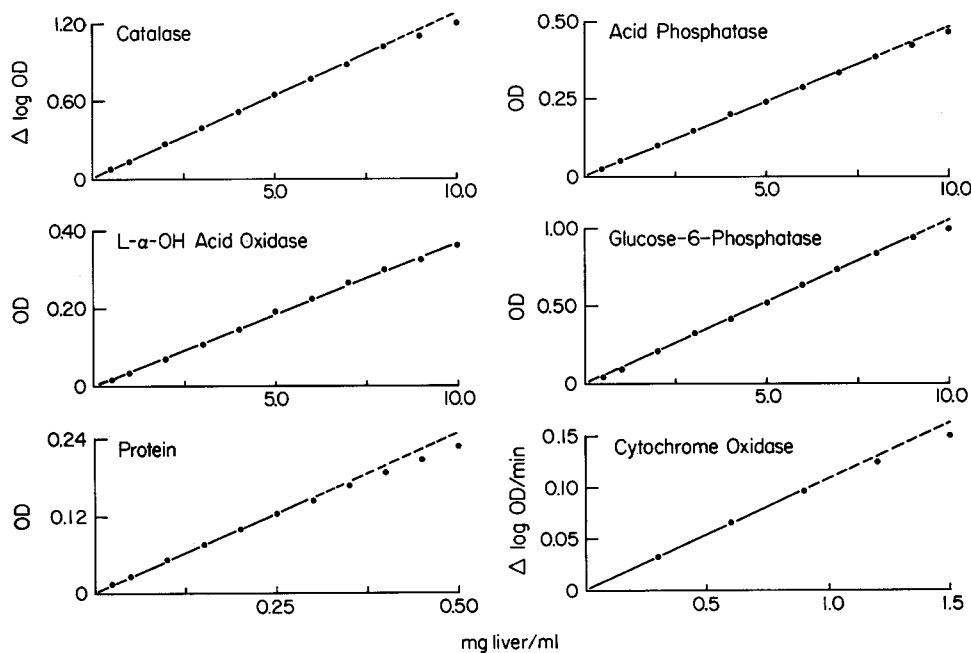 Catalase
Δ log OD
1.20
0.60
0
5.0
10.0
Acid Phosphatase
OD
0.50
0.25
0
5.0
10.0
L-α-OH Acid Oxidase
OD
0.40
0.20
0
5.0
10.0
Glucose-6-Phosphatase
OD
1.00
0.50
0
5.0
10.0
Protein
OD
0.24
0.12
0
0.25
0.50
Cytochrome Oxidase
Δ log OD/min
0.15
0.10
0.05
0
0.5
1.0
1.5
mg liver/ml